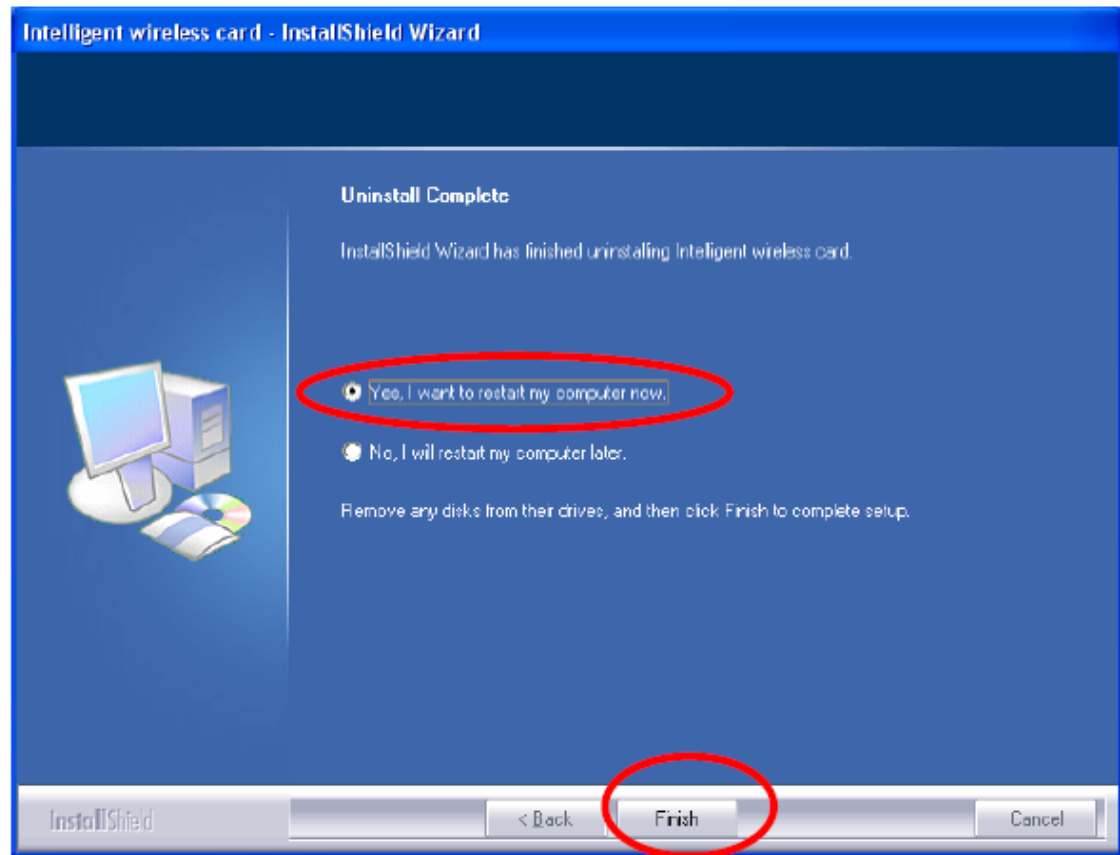 Intelligent wireless card - InstallShield Wizard
Uninstall Complete
InstallShield Wizard has finished uninstalling Intelligent wireless card.
Yes, I want to restart my computer now.
No, I will restart my computer later.
Remove any disks from their drives, and then click Finish to complete setup.
InstallShield
< Back
Finish
Cancel